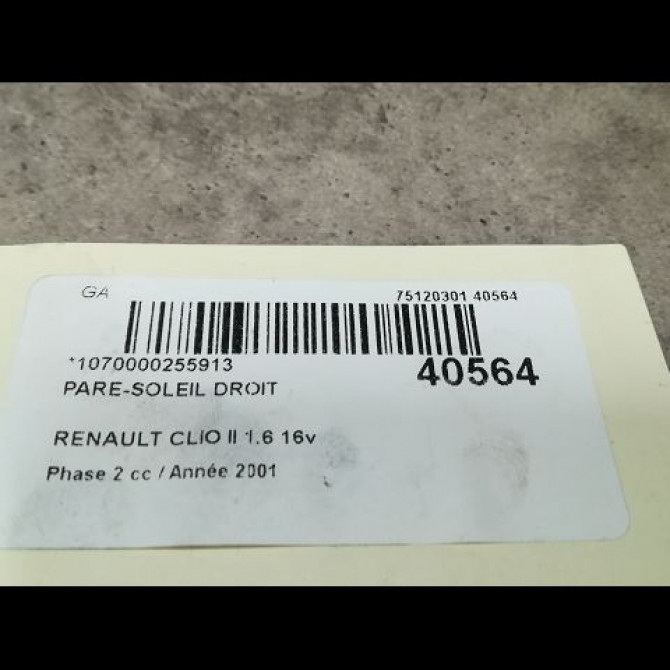 GA 75120301 40564
*1070000255913 40564
PARE-SOLEIL DROIT
RENAULT CLIO II 1.6 16v
Phase 2 cc / Année 2001